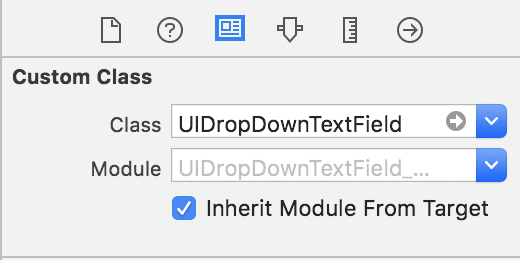 Custom Class
Class UIDropDownTextField
Module UIDropDownTextField_...
Inherit Module From Target